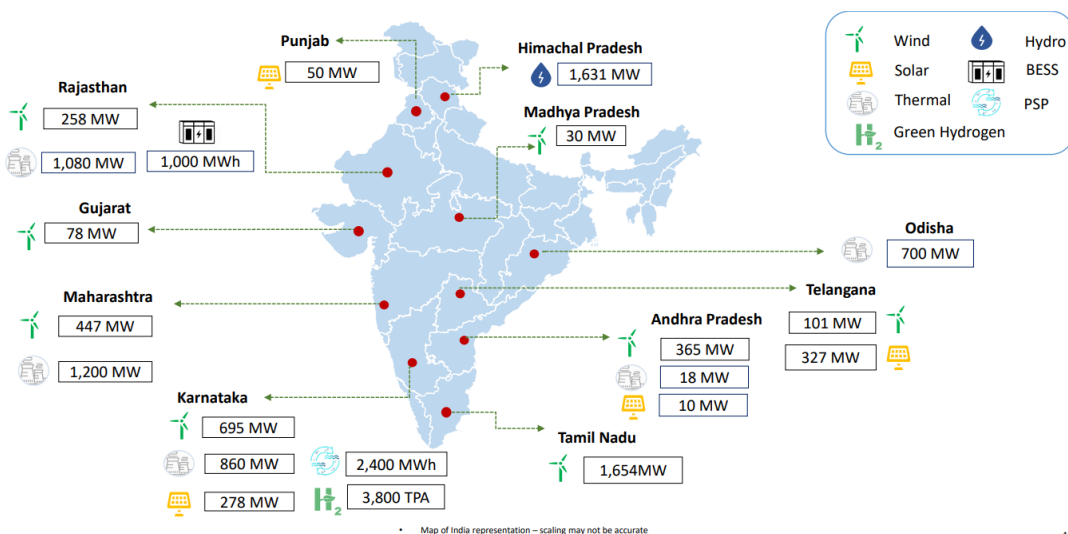 Punjab
50 MW
Himachal Pradesh
1,631 MW
Wind
Hydro
Solar
BESS
Thermal
PSP
Green Hydrogen
H2
Rajasthan
258 MW
1,080 MW
1,000 MWh
Madhya Pradesh
30 MW
Gujarat
78 MW
Odisha
700 MW
Maharashtra
447 MW
1,200 MW
Telangana
101 MW
327 MW
Andhra Pradesh
365 MW
18 MW
10 MW
Karnataka
695 MW
860 MW
2,400 MWh
278 MW
H2
3,800 TPA
Tamil Nadu
1,654MW
• Map of India representation – scaling may not be accurate